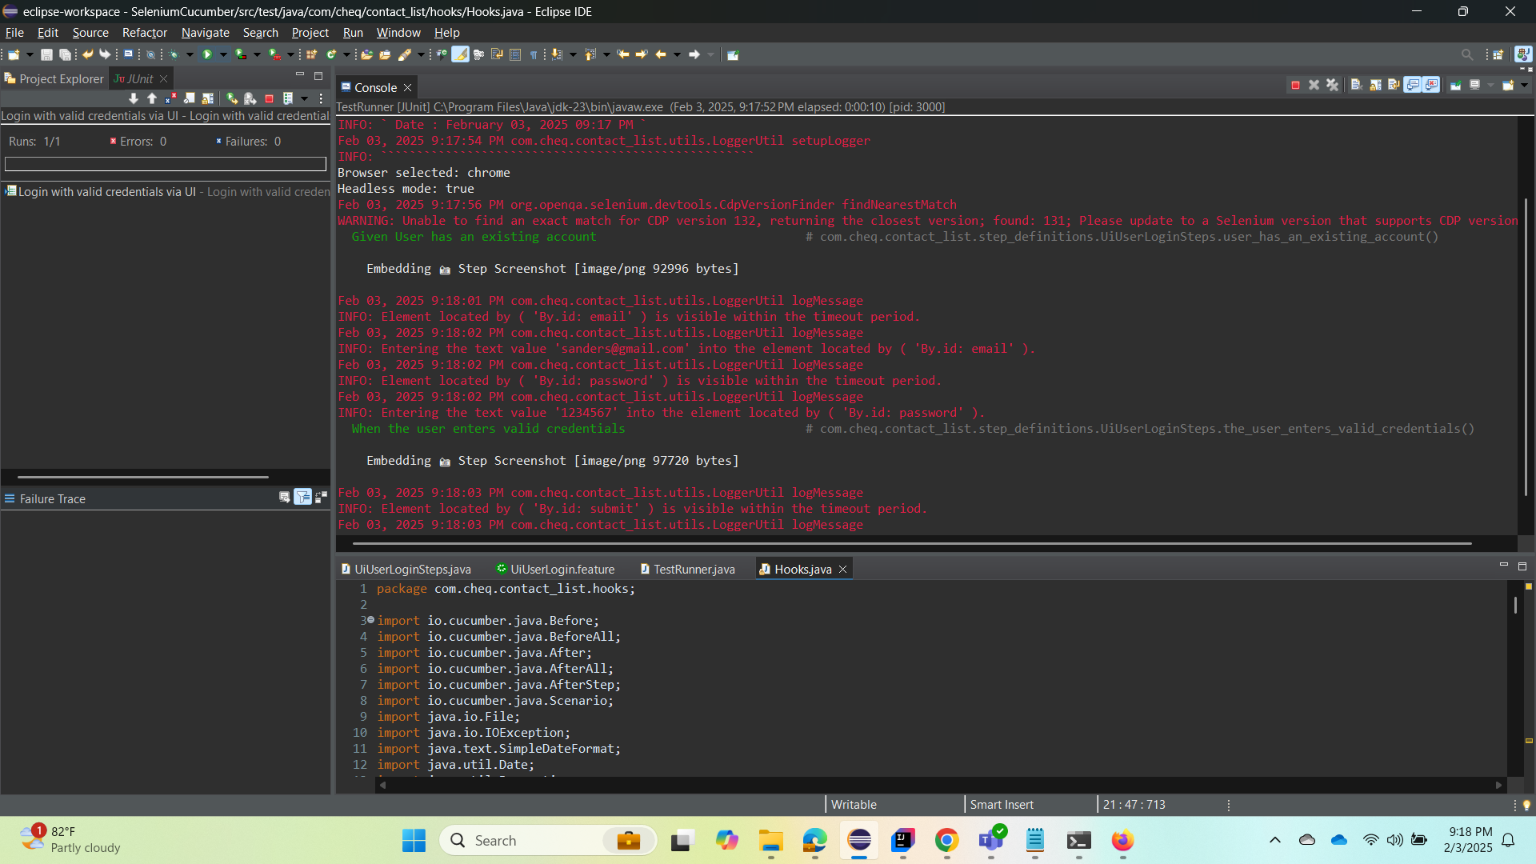 eclipse-workspace - SeleniumCucumber/src/test/java/com/cheq/contact_list/hooks/Hooks.java - Eclipse IDE
File Edit Source Refactor Navigate Search Project Run Window Help
Project Explorer JUnit
Login with valid credentials via UI - Login with valid credential
Runs: 1/1 Errors: 0 Failures: 0
Login with valid credentials via UI - Login with valid creden
Failure Trace
Console
TestRunner [JUnit] C:\Program Files\Java\jdk-23\bin\javaw.exe (Feb 3, 2025, 9:17:52 PM elapsed: 0:00:10) [pid: 3000]
INFO: ` Date : February 03, 2025 09:17 PM `
Feb 03, 2025 9:17:54 PM com.cheq.contact_list.utils.LoggerUtil setupLogger
INFO: ````````````````````````````````````````````````````
Browser selected: chrome
Headless mode: true
Feb 03, 2025 9:17:56 PM org.openqa.selenium.devtools.CdpVersionFinder findNearestMatch
WARNING: Unable to find an exact match for CDP version 132, returning the closest version; found: 131; Please update to a Selenium version that supports CDP version
Given User has an existing account # com.cheq.contact_list.step_definitions.UiUserLoginSteps.user_has_an_existing_account()
Embedding 📷 Step Screenshot [image/png 92996 bytes]
Feb 03, 2025 9:18:01 PM com.cheq.contact_list.utils.LoggerUtil logMessage
INFO: Element located by ( 'By.id: email' ) is visible within the timeout period.
Feb 03, 2025 9:18:02 PM com.cheq.contact_list.utils.LoggerUtil logMessage
INFO: Entering the text value 'sanders@gmail.com' into the element located by ( 'By.id: email' ).
Feb 03, 2025 9:18:02 PM com.cheq.contact_list.utils.LoggerUtil logMessage
INFO: Element located by ( 'By.id: password' ) is visible within the timeout period.
Feb 03, 2025 9:18:02 PM com.cheq.contact_list.utils.LoggerUtil logMessage
INFO: Entering the text value '1234567' into the element located by ( 'By.id: password' ).
When the user enters valid credentials # com.cheq.contact_list.step_definitions.UiUserLoginSteps.the_user_enters_valid_credentials()
Embedding 📷 Step Screenshot [image/png 97720 bytes]
Feb 03, 2025 9:18:03 PM com.cheq.contact_list.utils.LoggerUtil logMessage
INFO: Element located by ( 'By.id: submit' ) is visible within the timeout period.
Feb 03, 2025 9:18:03 PM com.cheq.contact_list.utils.LoggerUtil logMessage
UiUserLoginSteps.java UiUserLogin.feature TestRunner.java Hooks.java
1 package com.cheq.contact_list.hooks;
2
3 import io.cucumber.java.Before;
4 import io.cucumber.java.BeforeAll;
5 import io.cucumber.java.After;
6 import io.cucumber.java.AfterAll;
7 import io.cucumber.java.AfterStep;
8 import io.cucumber.java.Scenario;
9 import java.io.File;
10 import java.io.IOException;
11 import java.text.SimpleDateFormat;
12 import java.util.Date;
Writable Smart Insert 21 : 47 : 713
1 82°F
Partly cloudy
Search
9:18 PM
2/3/2025